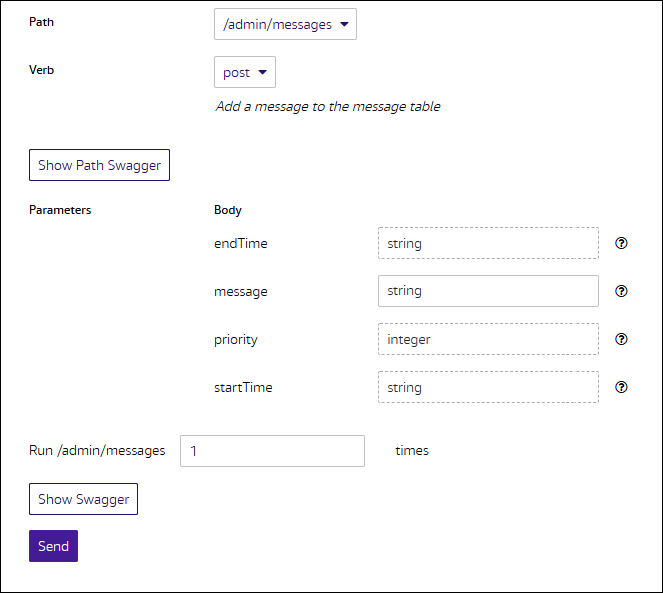 Path /admin/messages
Verb post
Add a message to the message table
Show Path Swagger
Parameters Body
endTime string ?
message string ?
priority integer ?
startTime string ?
Run /admin/messages 1 times
Show Swagger
Send